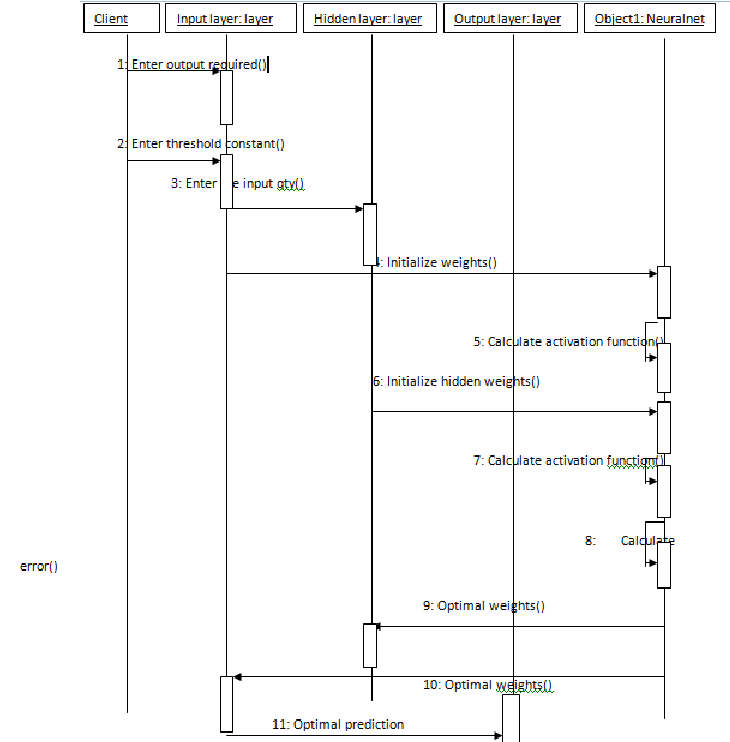 Client
Input layer: layer
Hidden layer: layer
Output layer: layer
Object1: Neuralnet
1: Enter output required()
2: Enter threshold constant()
3: Enter e input qty()
4: Initialize weights()
5: Calculate activation function()
6: Initialize hidden weights()
7: Calculate activation function()
8: Calculate
error()
9: Optimal weights()
10: Optimal weights()
11: Optimal prediction